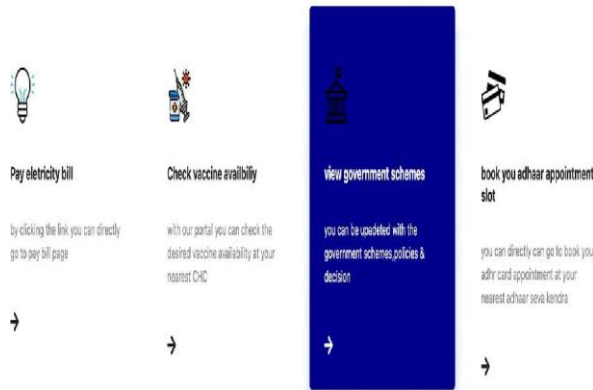 Pay eletricity bill
by clicking the link you can directly
go to pay bill page
Check vaccine availbiliy
with our portal you can check the
desired vaccine availability at your
nearest CHC
view government schemes
you can be upadeted with the
government schemes,policies &
decision
book you adhaar appointment
slot
you can directly can go to book you
adhr card appointment at your
nearest adhaar seva kendra